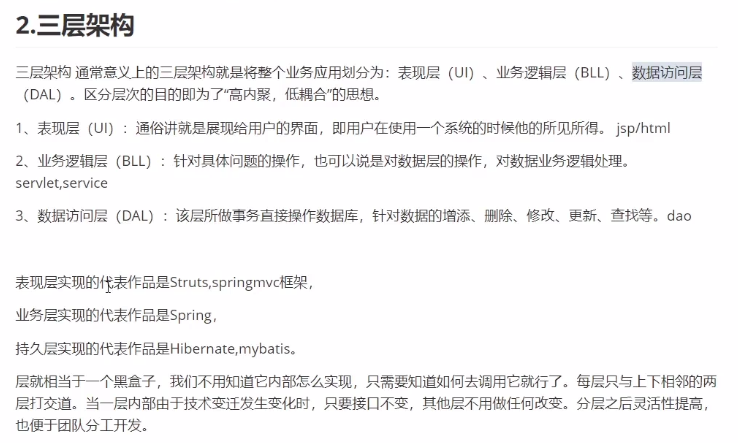 2.三层架构
三层架构 通常意义上的三层架构就是将整个业务应用划分为：表现层（UI）、业务逻辑层（BLL）、数据访问层
（DAL）。区分层次的目的即为了“高内聚，低耦合”的思想。
1、表现层（UI）：通俗讲就是展现给用户的界面，即用户在使用一个系统的时候他的所见所得。 jsp/html
2、业务逻辑层（BLL）：针对具体问题的操作，也可以说是对数据层的操作，对数据业务逻辑处理。
servlet,service
3、数据访问层（DAL）：该层所做事务直接操作数据库，针对数据的增添、删除、修改、更新、查找等。dao
表现层实现的代表作品是Struts,springmvc框架，
业务层实现的代表作品是Spring，
持久层实现的代表作品是Hibernate,mybatis。
层就相当于一个黑盒子，我们不用知道它内部怎么实现，只需要知道如何去调用它就行了。每层只与上下相邻的两
层打交道。当一层内部由于技术变迁发生变化时，只要接口不变，其他层不用做任何改变。分层之后灵活性提高，
也便于团队分工开发。